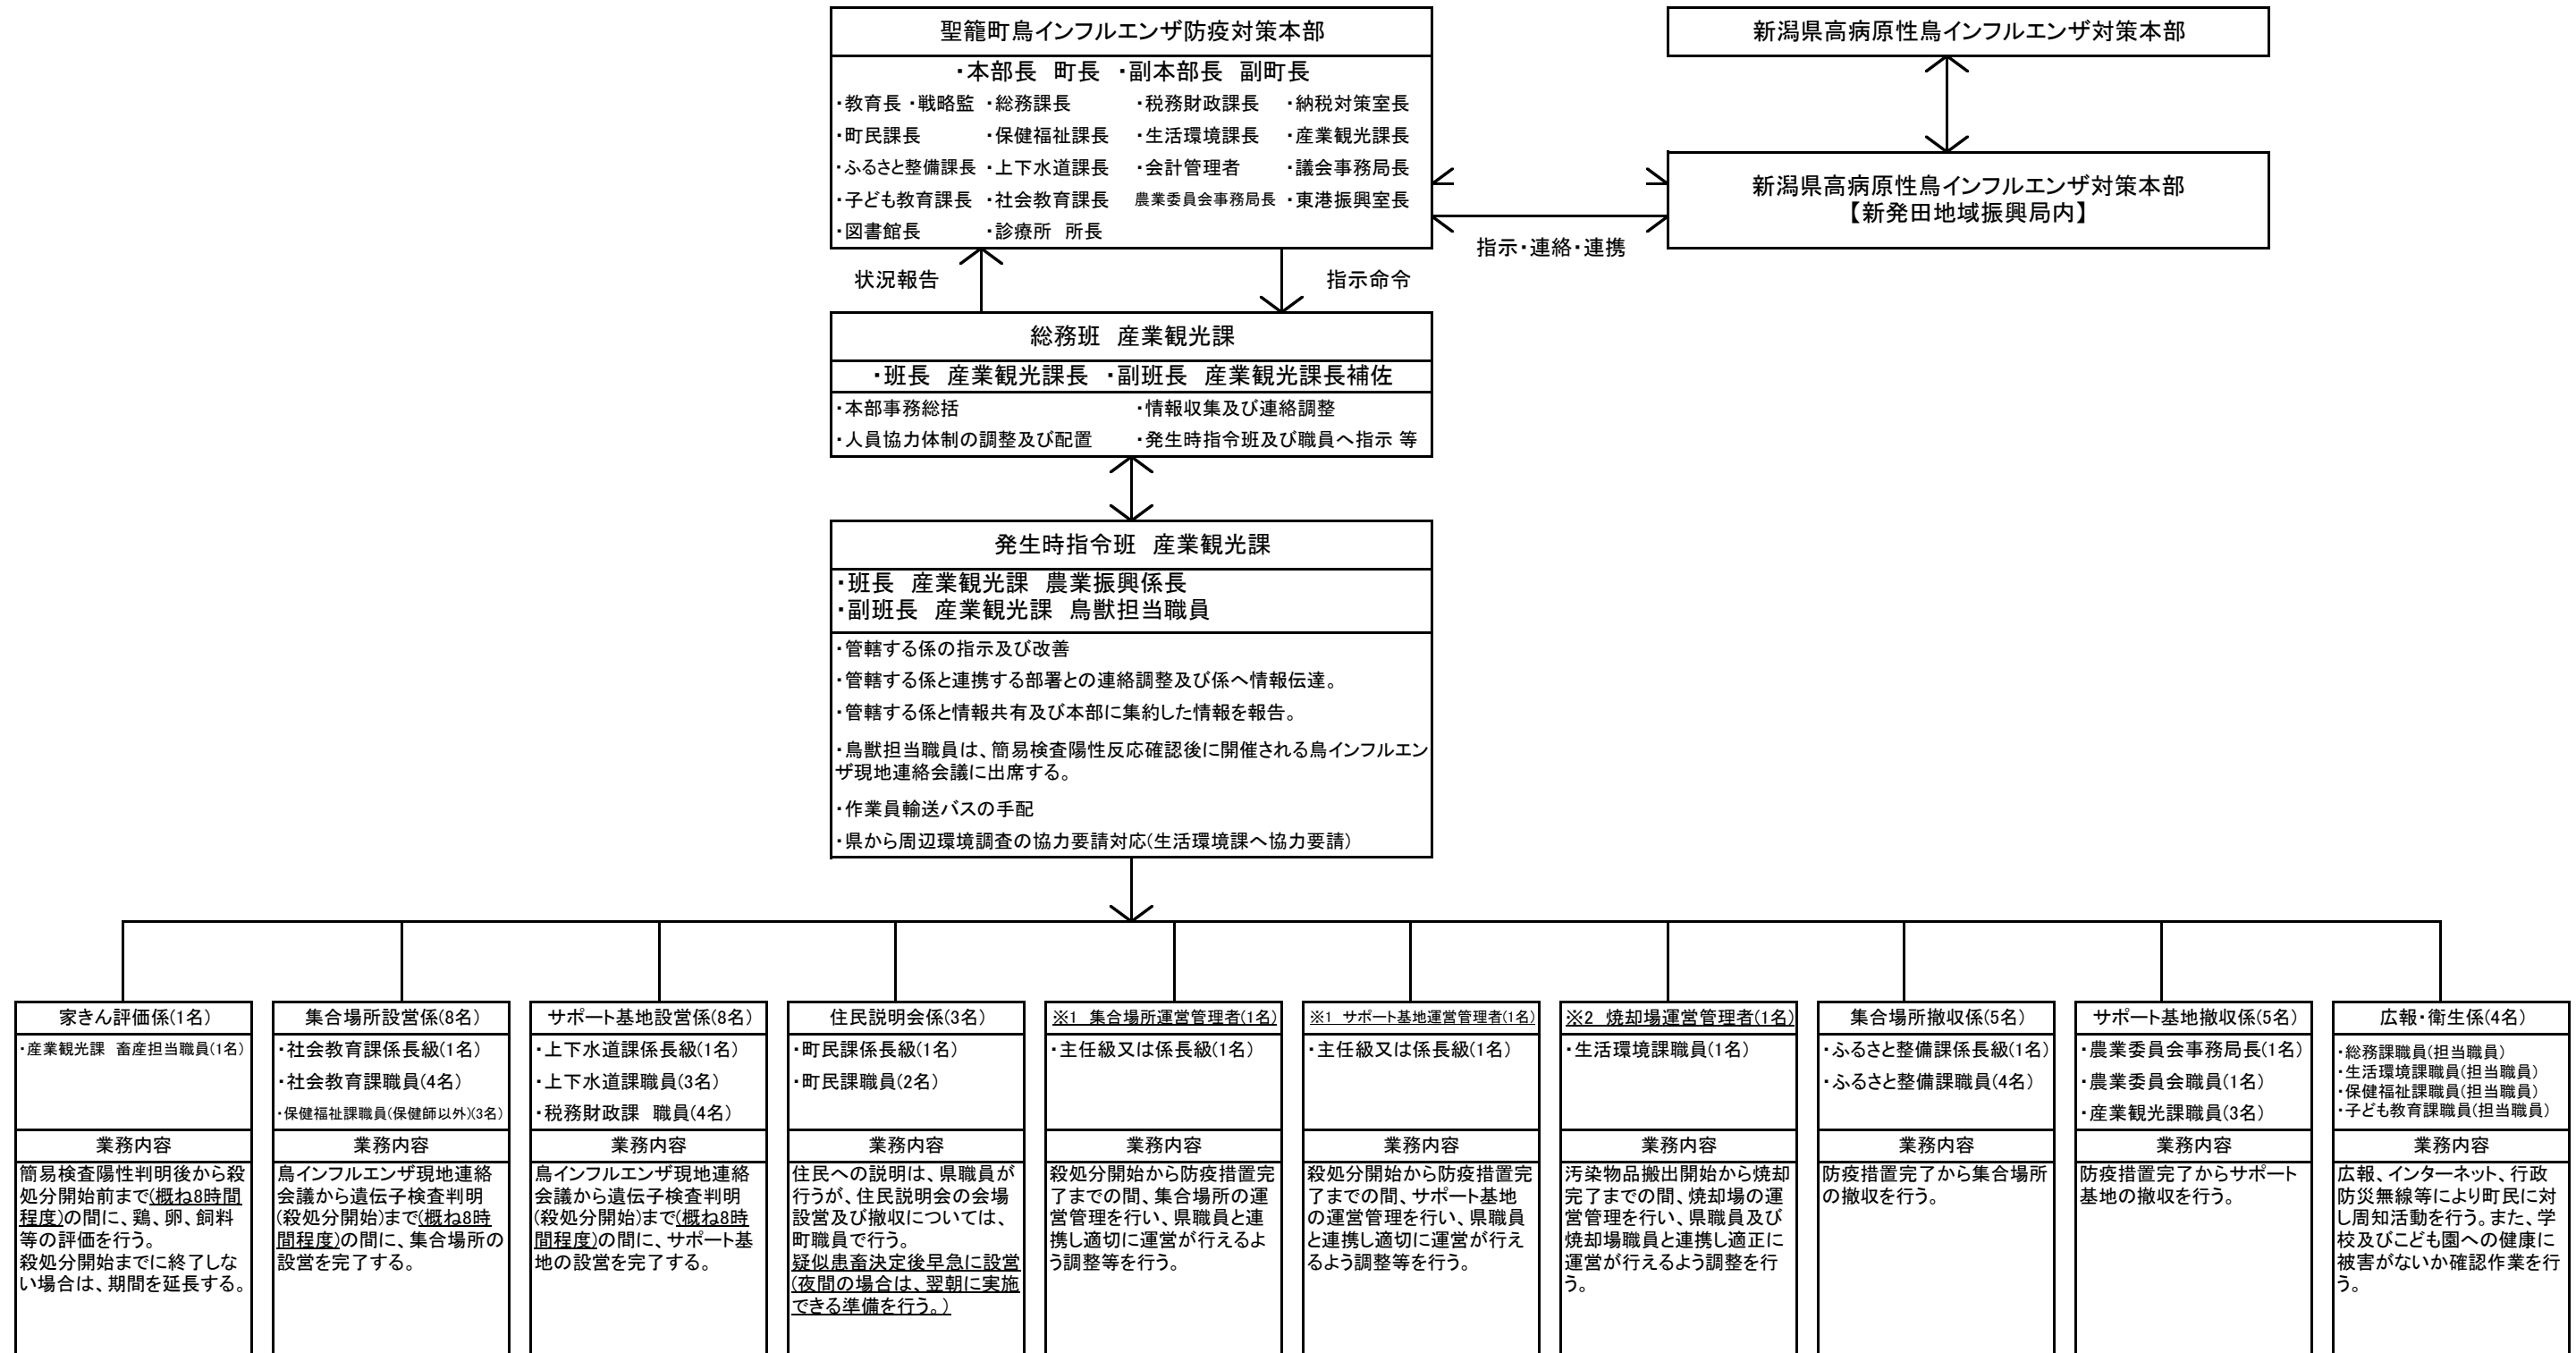 聖籠町鳥インフルエンザ防疫対策本部
・本部長　町長　・副本部長　副町長
・教育長 ・戦略監 ・総務課長 ・税務財政課長 ・納税対策室長
・町民課長 ・保健福祉課長 ・生活環境課長 ・産業観光課長
・ふるさと整備課長 ・上下水道課長 ・会計管理者 ・議会事務局長
・子ども教育課長 ・社会教育課長 農業委員会事務局長 ・東港振興室長
・図書館長 ・診療所　所長
新潟県高病原性鳥インフルエンザ対策本部
新潟県高病原性鳥インフルエンザ対策本部
【新発田地域振興局内】
指示・連絡・連携
状況報告
指示命令
総務班　産業観光課
・班長　産業観光課長　・副班長　産業観光課長補佐
・本部事務総括 ・情報収集及び連絡調整
・人員協力体制の調整及び配置 ・発生時指令班及び職員へ指示 等
発生時指令班　産業観光課
・班長　産業観光課　農業振興係長
・副班長　産業観光課　鳥獣担当職員
・管轄する係の指示及び改善
・管轄する係と連携する部署との連絡調整及び係へ情報伝達。
・管轄する係と情報共有及び本部に集約した情報を報告。
・鳥獣担当職員は、簡易検査陽性反応確認後に開催される鳥インフルエン
ザ現地連絡会議に出席する。
・作業員輸送バスの手配
・県から周辺環境調査の協力要請対応(生活環境課へ協力要請)
家きん評価係(1名)
・産業観光課　畜産担当職員(1名)
業務内容
簡易検査陽性判明後から殺
処分開始前まで(概ね8時間
程度)の間に、鶏、卵、飼料
等の評価を行う。
殺処分開始までに終了しな
い場合は、期間を延長する。
集合場所設営係(8名)
・社会教育課係長級(1名)
・社会教育課職員(4名)
・保健福祉課職員(保健師以外)(3名)
業務内容
鳥インフルエンザ現地連絡
会議から遺伝子検査判明
(殺処分開始)まで(概ね8時
間程度)の間に、集合場所の
設営を完了する。
サポート基地設営係(8名)
・上下水道課係長級(1名)
・上下水道課職員(3名)
・税務財政課　職員(4名)
業務内容
鳥インフルエンザ現地連絡
会議から遺伝子検査判明
(殺処分開始)まで(概ね8時
間程度)の間に、サポート基
地の設営を完了する。
住民説明会係(3名)
・町民課係長級(1名)
・町民課職員(2名)
業務内容
住民への説明は、県職員が
行うが、住民説明会の会場
設営及び撤収については、
町職員で行う。
疑似患畜決定後早急に設営
(夜間の場合は、翌朝に実施
できる準備を行う。)
※1　集合場所運営管理者(1名)
・主任級又は係長級(1名)
業務内容
殺処分開始から防疫措置完
了までの間、集合場所の運
営管理を行い、県職員と連
携し適切に運営が行えるよ
う調整等を行う。
※1　サポート基地運営管理者(1名)
・主任級又は係長級(1名)
業務内容
殺処分開始から防疫措置完
了までの間、サポート基地
の運営管理を行い、県職員
と連携し適切に運営が行え
るよう調整等を行う。
※2　焼却場運営管理者(1名)
・生活環境課職員(1名)
業務内容
汚染物品搬出開始から焼却
完了までの間、焼却場の運
営管理を行い、県職員及び
焼却場職員と連携し適正に
運営が行えるよう調整を行
う。
集合場所撤収係(5名)
・ふるさと整備課係長級(1名)
・ふるさと整備課職員(4名)
業務内容
防疫措置完了から集合場所
の撤収を行う。
サポート基地撤収係(5名)
・農業委員会事務局長(1名)
・農業委員会職員(1名)
・産業観光課職員(3名)
業務内容
防疫措置完了からサポート
基地の撤収を行う。
広報・衛生係(4名)
・総務課職員(担当職員)
・生活環境課職員(担当職員)
・保健福祉課職員(担当職員)
・子ども教育課職員(担当職員)
業務内容
広報、インターネット、行政
防災無線等により町民に対
し周知活動を行う。また、学
校及びこども園への健康に
被害がないか確認作業を行
う。